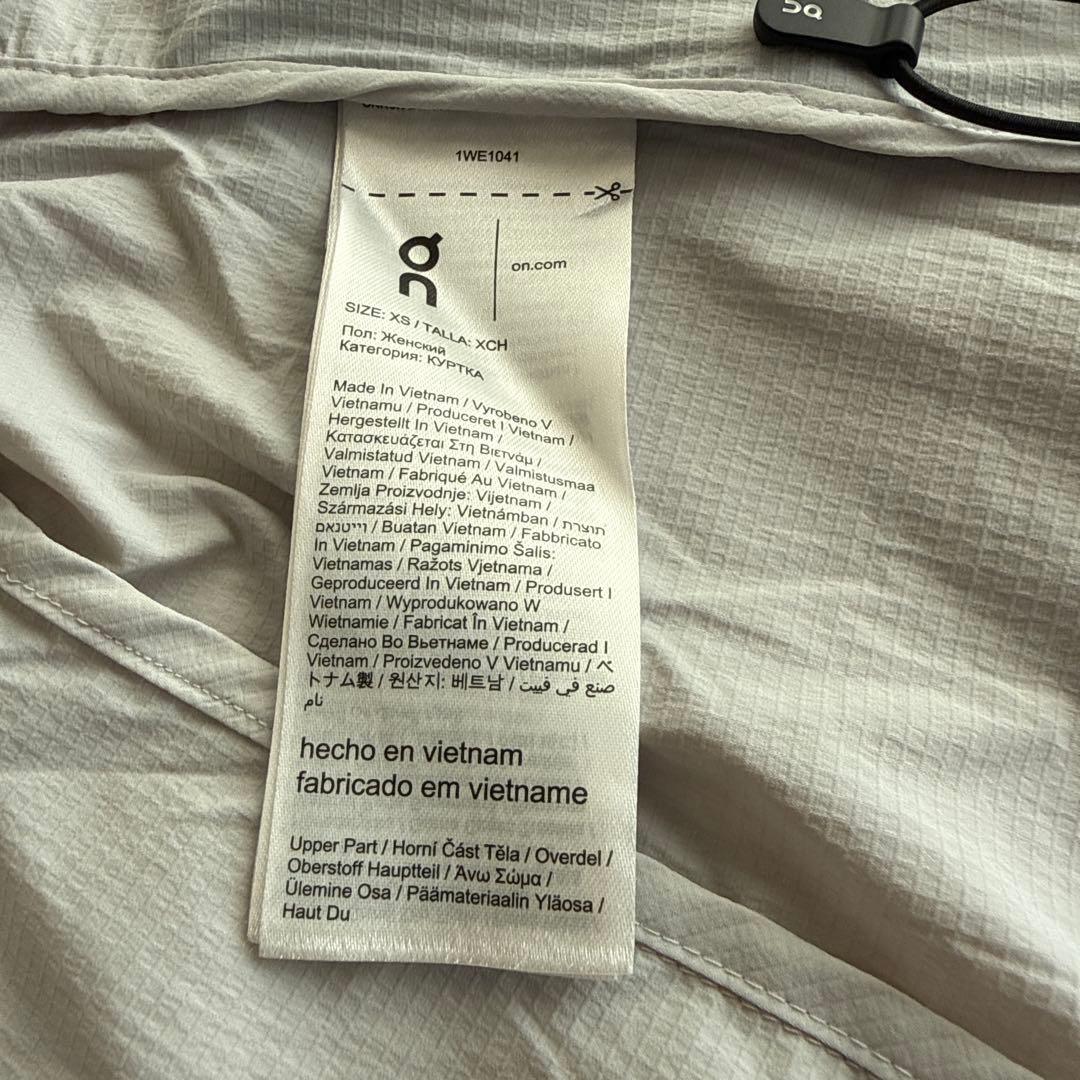 1WE1041
on.com
SIZE: XS / TALLA: XCH
Пол: Женский
Категория: КУРТКА
Made In Vietnam / Vyrobeno V
Vietnamu / Produceret I Vietnam /
Hergestellt In Vietnam /
Κατασκευάζεται Στη Βιετνάμ /
Valmistatud Vietnam / Valmistusmaa
Vietnam / Fabriqué Au Vietnam /
Zemlja Proizvodnje: Vijetnam /
Származási Hely: Vietnámban / תוצרת
וייטנאם / Buatan Vietnam / Fabbricato
In Vietnam / Pagaminimo Šalis:
Vietnamas / Ražots Vjetnama /
Geproduceerd In Vietnam / Produsert I
Vietnam / Wyprodukowano W
Wietnamie / Fabricat În Vietnam /
Сделано Во Вьетнаме / Producerad I
Vietnam / Proizvedeno V Vietnamu / ベ
トナム製 / 원산지: 베트남 / صنع في فييت
نام
hecho en vietnam
fabricado em vietname
Upper Part / Horní Část Těla / Overdel /
Oberstoff Hauptteil / Άνω Σώμα /
Ülemine Osa / Päämateriaalin Yläosa /
Haut Du